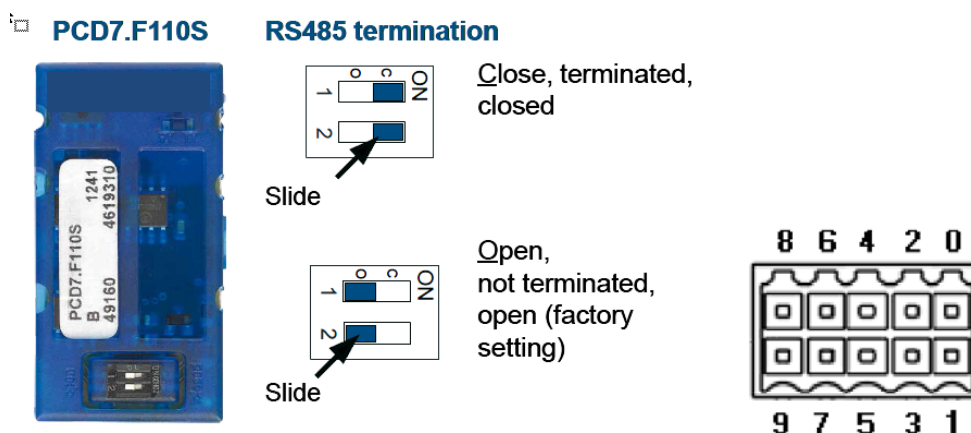 PCD7.F110S
RS485 termination
o c
ON
1
2
Close, terminated,
closed
Slide
PCD7.F110S
B 1241
49160 4619310
Open,
not terminated,
open (factory
setting)
o c
ON
1
2
Slide
8 6 4 2 0
9 7 5 3 1